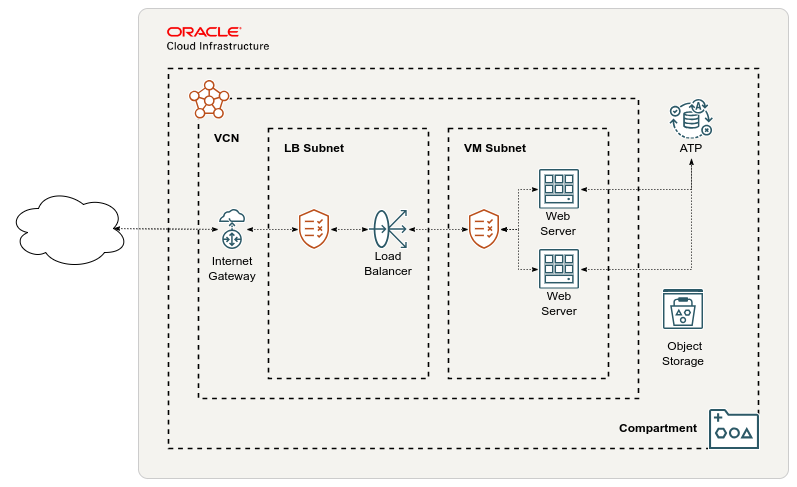 ORACLE
Cloud Infrastructure
VCN
LB Subnet
VM Subnet
ATP
Internet
Gateway
Load
Balancer
Web
Server
Web
Server
Object
Storage
Compartment